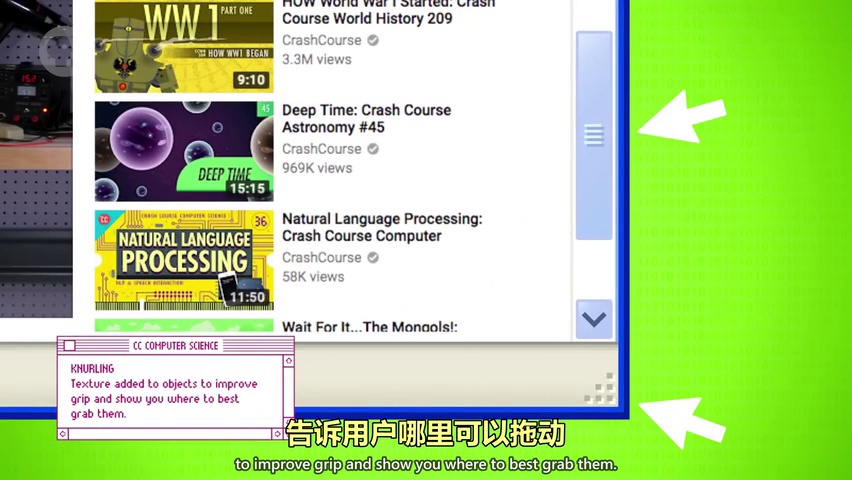 WW1
PART ONE
HOW WW1 BEGAN
9:10
HOW World War I Started: Crash
Course World History 209
CrashCourse
3.3M views
45
DEEP TIME
15:15
Deep Time: Crash Course
Astronomy #45
CrashCourse
969K views
CRASH COURSE COMPUTER SCIENCE
36
NATURAL LANGUAGE
PROCESSING
NLP & SPEECH INTERACTION
11:50
Natural Language Processing:
Crash Course Computer
CrashCourse
58K views
Wait For It...The Mongols!:
CC COMPUTER SCIENCE
KNURLING
Texture added to objects to improve
grip and show you where to best
grab them.
告诉用户哪里可以拖动
to improve grip and show you where to best grab them.